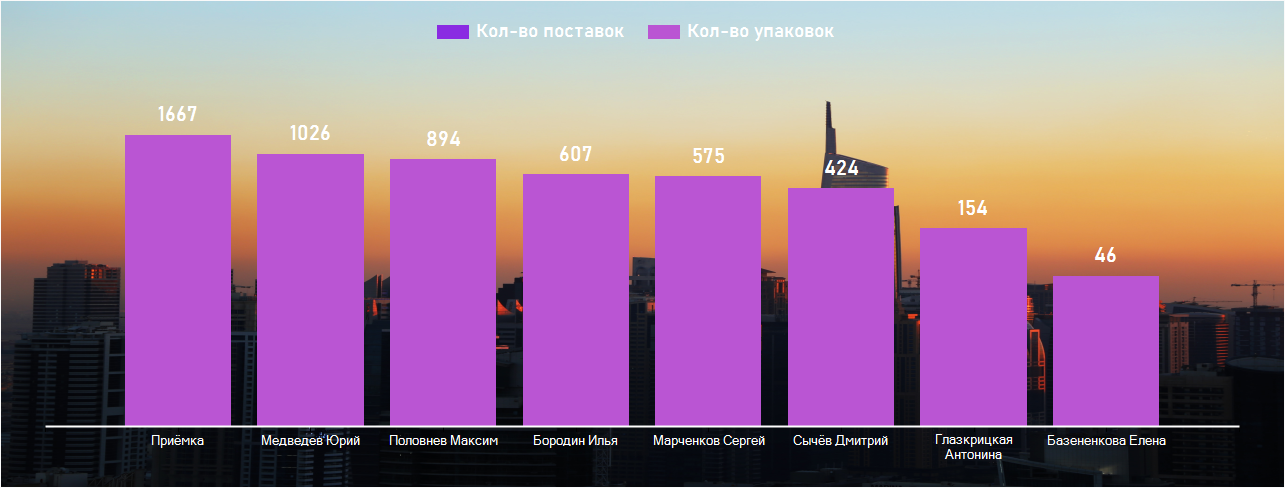 Кол-во поставок Кол-во упаковок
1667
1026
894
607
575
424
154
46
Приёмка
Медведев Юрий
Половнев Максим
Бородин Илья
Марченков Сергей
Сычёв Дмитрий
Глазкрицкая
Антонина
Базененкова Елена